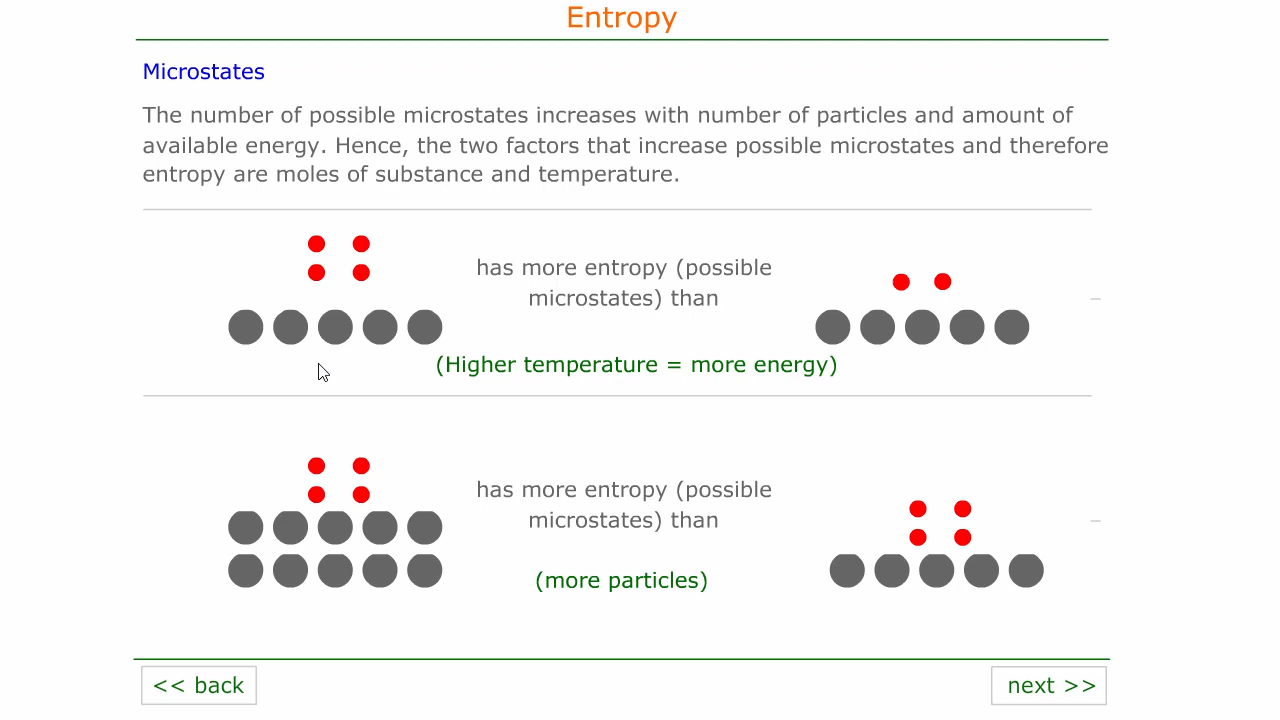 Entropy
Microstates
The number of possible microstates increases with number of particles and amount of
available energy. Hence, the two factors that increase possible microstates and therefore
entropy are moles of substance and temperature.
has more entropy (possible
microstates) than
(Higher temperature = more energy)
has more entropy (possible
microstates) than
(more particles)
<< back
next >>